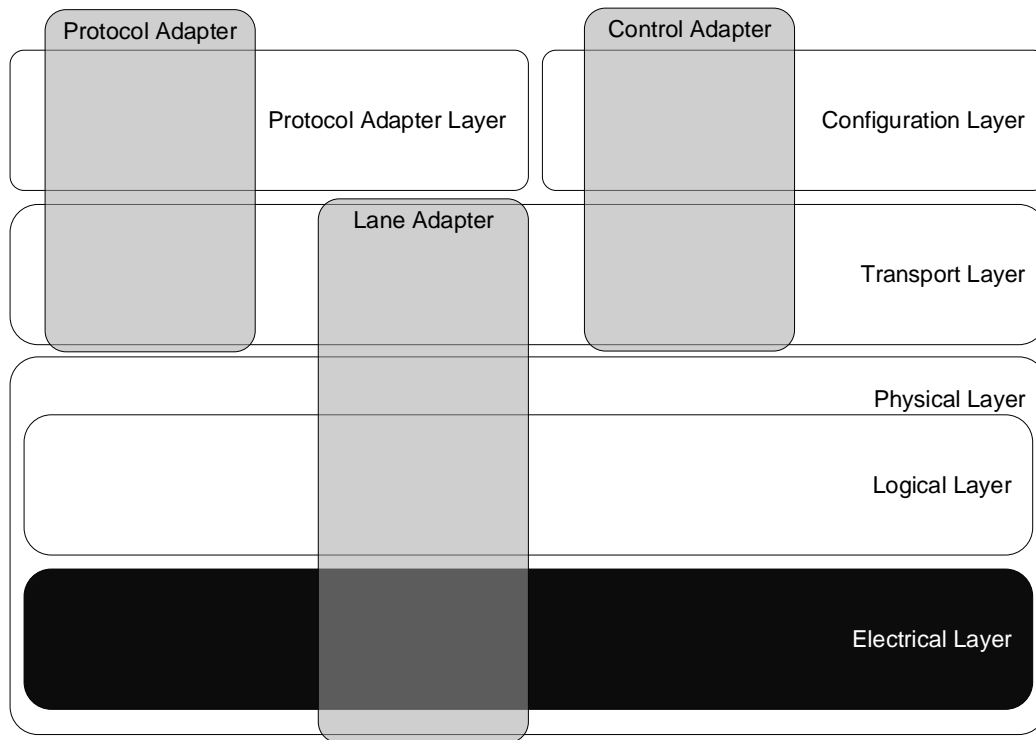 Protocol Adapter
Control Adapter
Protocol Adapter Layer
Configuration Layer
Lane Adapter
Transport Layer
Physical Layer
Logical Layer
Electrical Layer